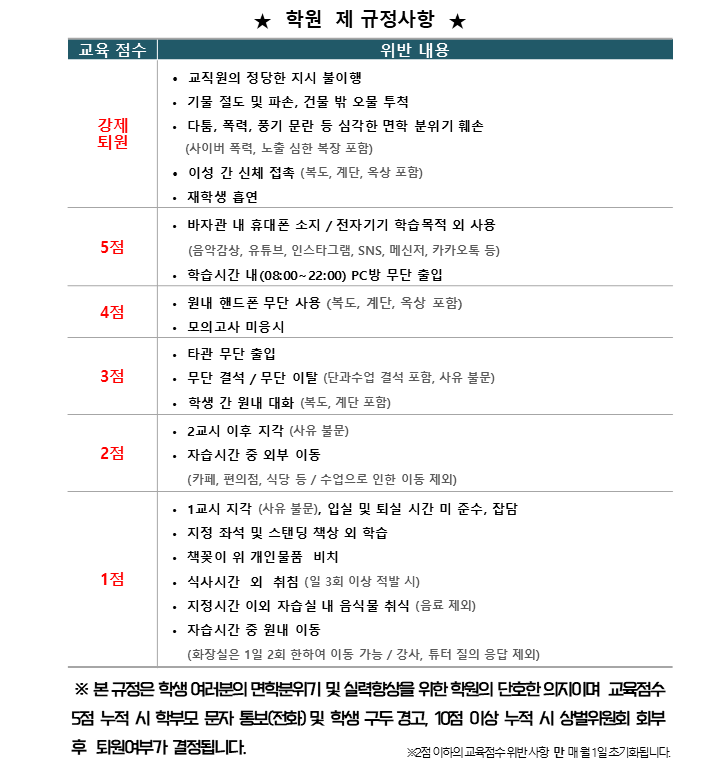 ★ 학원 제 규정사항 ★
교육 점수 위반 내용
강제
퇴원
• 교직원의 정당한 지시 불이행
• 기물 절도 및 파손, 건물 밖 오물 투척
• 다툼, 폭력, 풍기 문란 등 심각한 면학 분위기 훼손
(사이버 폭력, 노출 심한 복장 포함)
• 이성 간 신체 접촉 (복도, 계단, 옥상 포함)
• 재학생 흡연
5점
• 바자관 내 휴대폰 소지 / 전자기기 학습목적 외 사용
(음악감상, 유튜브, 인스타그램, SNS, 메신저, 카카오톡 등)
• 학습시간 내(08:00~22:00) PC방 무단 출입
4점
• 원내 핸드폰 무단 사용 (복도, 계단, 옥상 포함)
• 모의고사 미응시
3점
• 타관 무단 출입
• 무단 결석 / 무단 이탈 (단과수업 결석 포함, 사유 불문)
• 학생 간 원내 대화 (복도, 계단 포함)
2점
• 2교시 이후 지각 (사유 불문)
• 자습시간 중 외부 이동
(카페, 편의점, 식당 등 / 수업으로 인한 이동 제외)
1점
• 1교시 지각 (사유 불문), 입실 및 퇴실 시간 미 준수, 잡담
• 지정 좌석 및 스탠딩 책상 외 학습
• 책꽂이 위 개인물품 비치
• 식사시간 외 취침 (일 3회 이상 적발 시)
• 지정시간 이외 자습실 내 음식물 취식 (음료 제외)
• 자습시간 중 원내 이동
(화장실은 1일 2회 한하여 이동 가능 / 강사, 튜터 질의 응답 제외)
※ 본 규정은 학생 여러분의 면학분위기 및 실력향상을 위한 학원의 단호한 의지이며 교육점수
5점 누적 시 학부모 문자 통보(전화) 및 학생 구두 경고, 10점 이상 누적 시 상벌위원회 회부
후 퇴원여부가 결정됩니다.
※2점 이하의 교육점수 위반 사항 만 매 월 1일 초기화 됩니다.